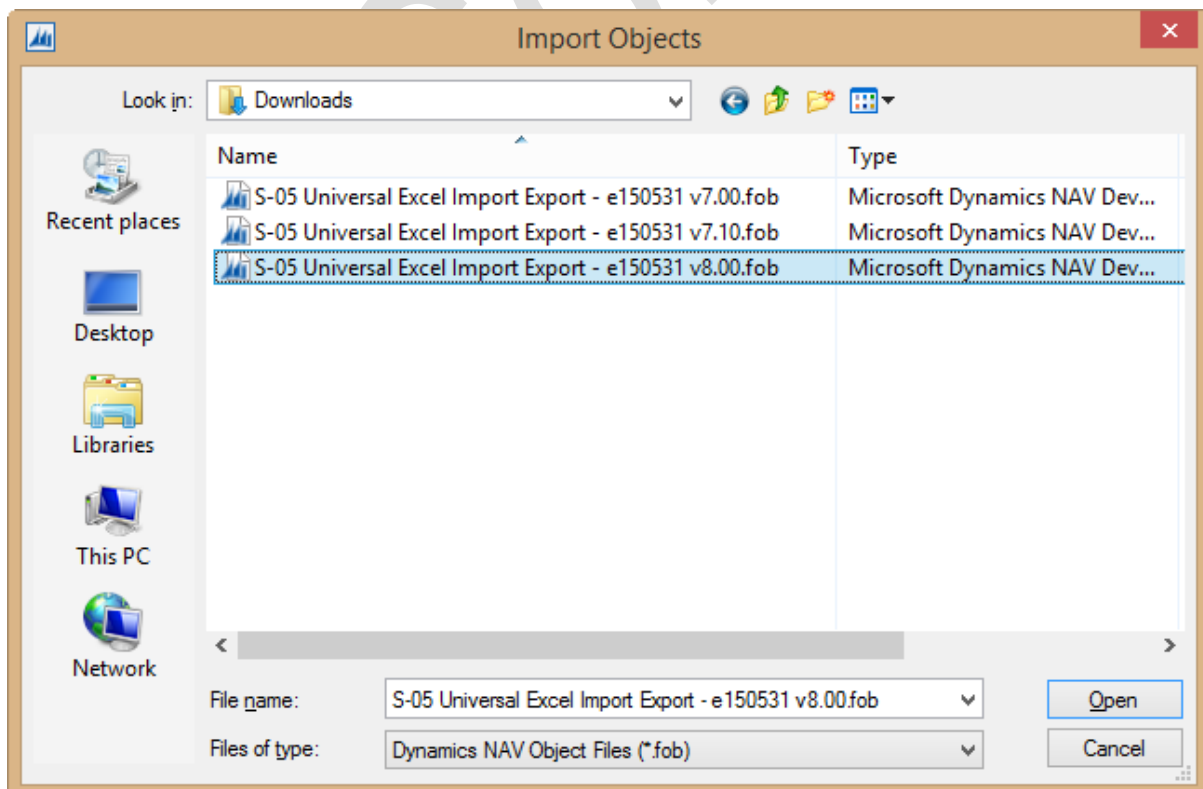 Import Objects
Look in:
Downloads
Name
Type
S-05 Universal Excel Import Export - e150531 v7.00.fob
Microsoft Dynamics NAV Dev...
S-05 Universal Excel Import Export - e150531 v7.10.fob
Microsoft Dynamics NAV Dev...
S-05 Universal Excel Import Export - e150531 v8.00.fob
Microsoft Dynamics NAV Dev...
Recent places
Desktop
Libraries
This PC
Network
File name:
S-05 Universal Excel Import Export - e150531 v8.00.fob
Open
Files of type:
Dynamics NAV Object Files (*.fob)
Cancel